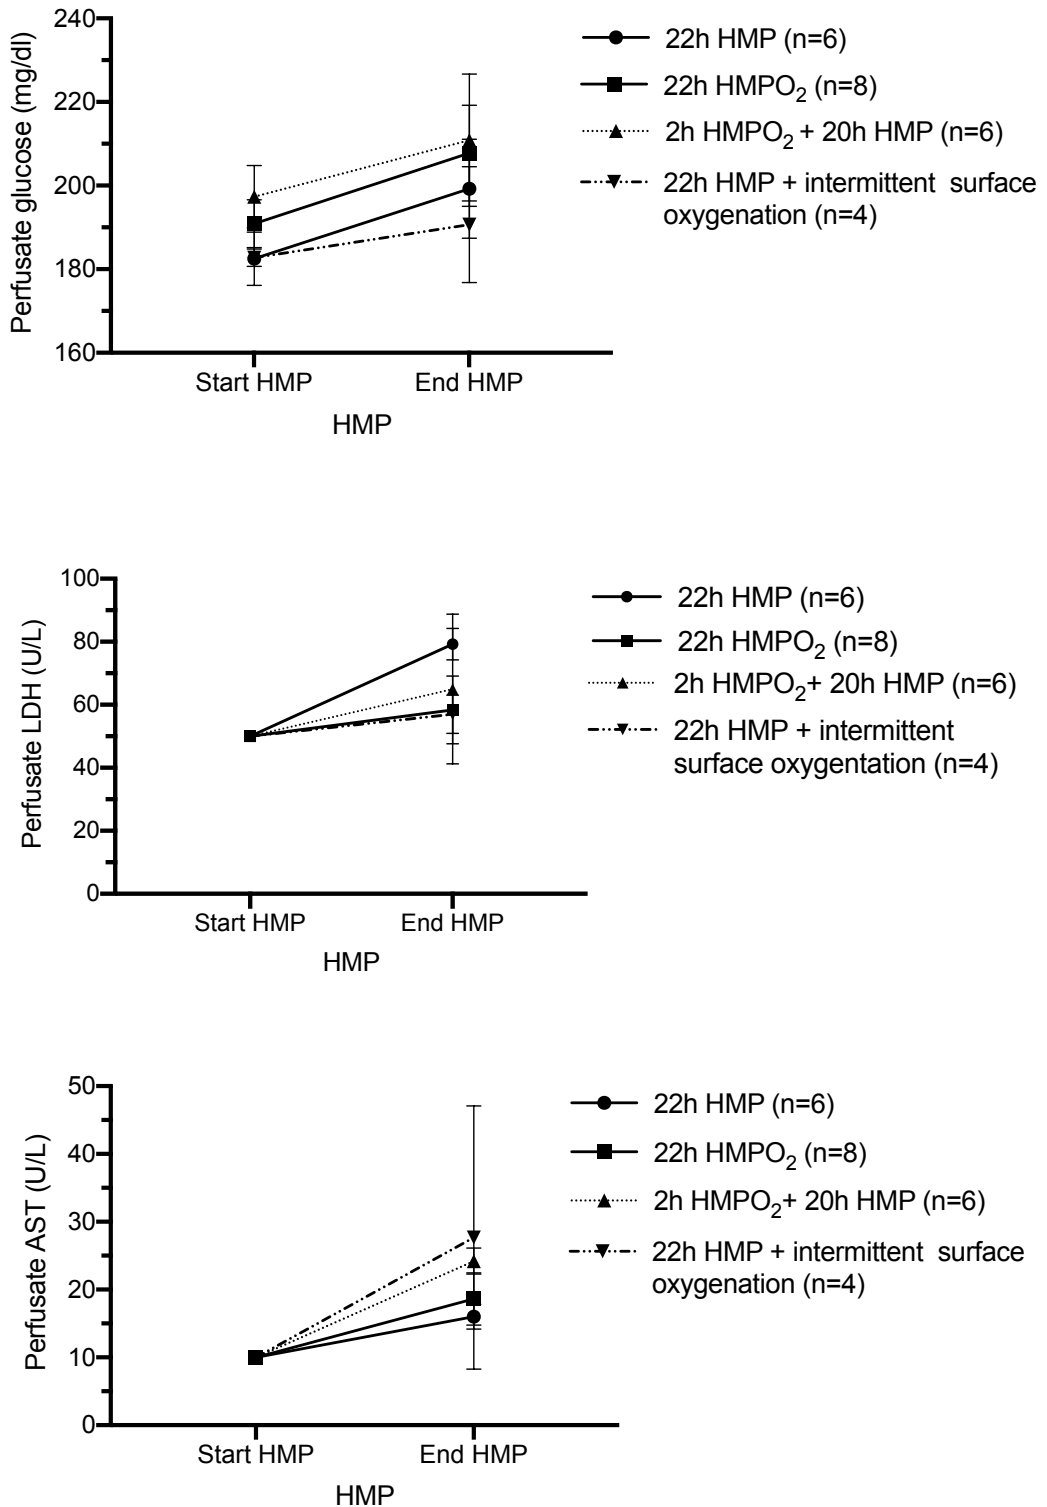 240
220
200
180
160
Perfusate glucose (mg/dl)
Start HMP
End HMP
HMP
22h HMP (n=6)
22h HMPO2 (n=8)
2h HMPO2 + 20h HMP (n=6)
22h HMP + intermittent surface
oxygenation (n=4)
100
80
60
40
20
0
Perfusate LDH (U/L)
Start HMP
End HMP
HMP
22h HMP (n=6)
22h HMPO2 (n=8)
2h HMPO2+ 20h HMP (n=6)
22h HMP + intermittent
surface oxygentation (n=4)
50
40
30
20
10
0
Perfusate AST (U/L)
Start HMP
End HMP
HMP
22h HMP (n=6)
22h HMPO2 (n=8)
2h HMPO2+ 20h HMP (n=6)
22h HMP + intermittent surface
oxygenation (n=4)